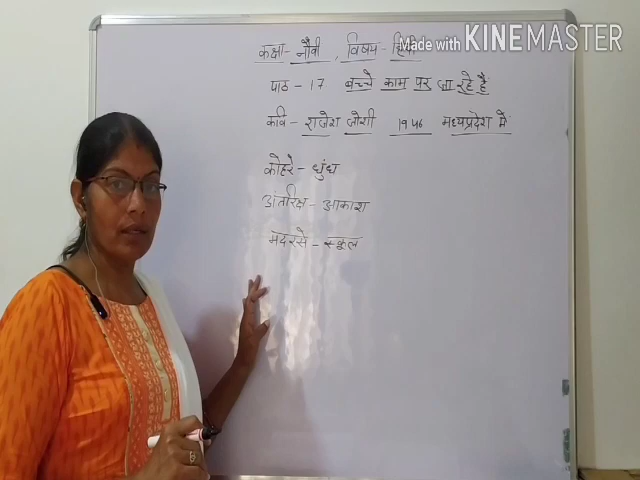 Made with KINEMASTER
कक्षा - नौवी , विषय - हिंदी
पाठ - 17 बच्चे काम पर जा रहे हैं
कवि - राजेश जोशी 1946 मध्यप्रदेश में
कोहरे - धुंध
अंतरिक्ष - आकाश
मदरसे - स्कूल